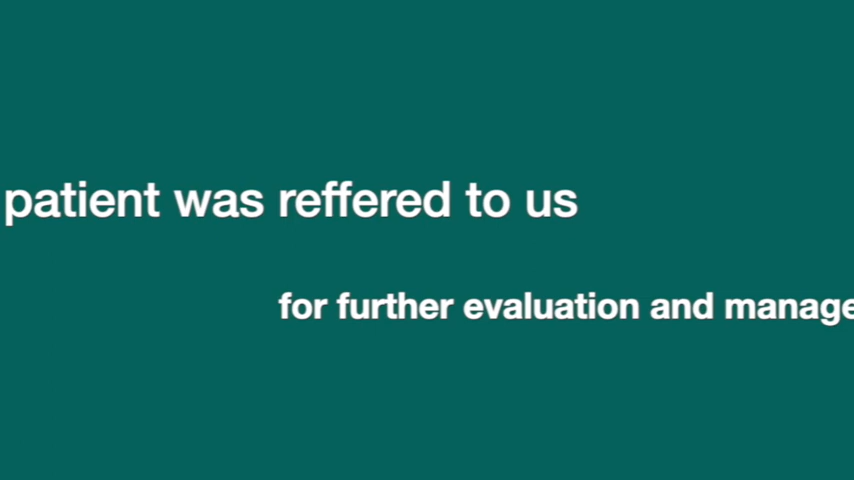 patient was reffered to us
for further evaluation and manage